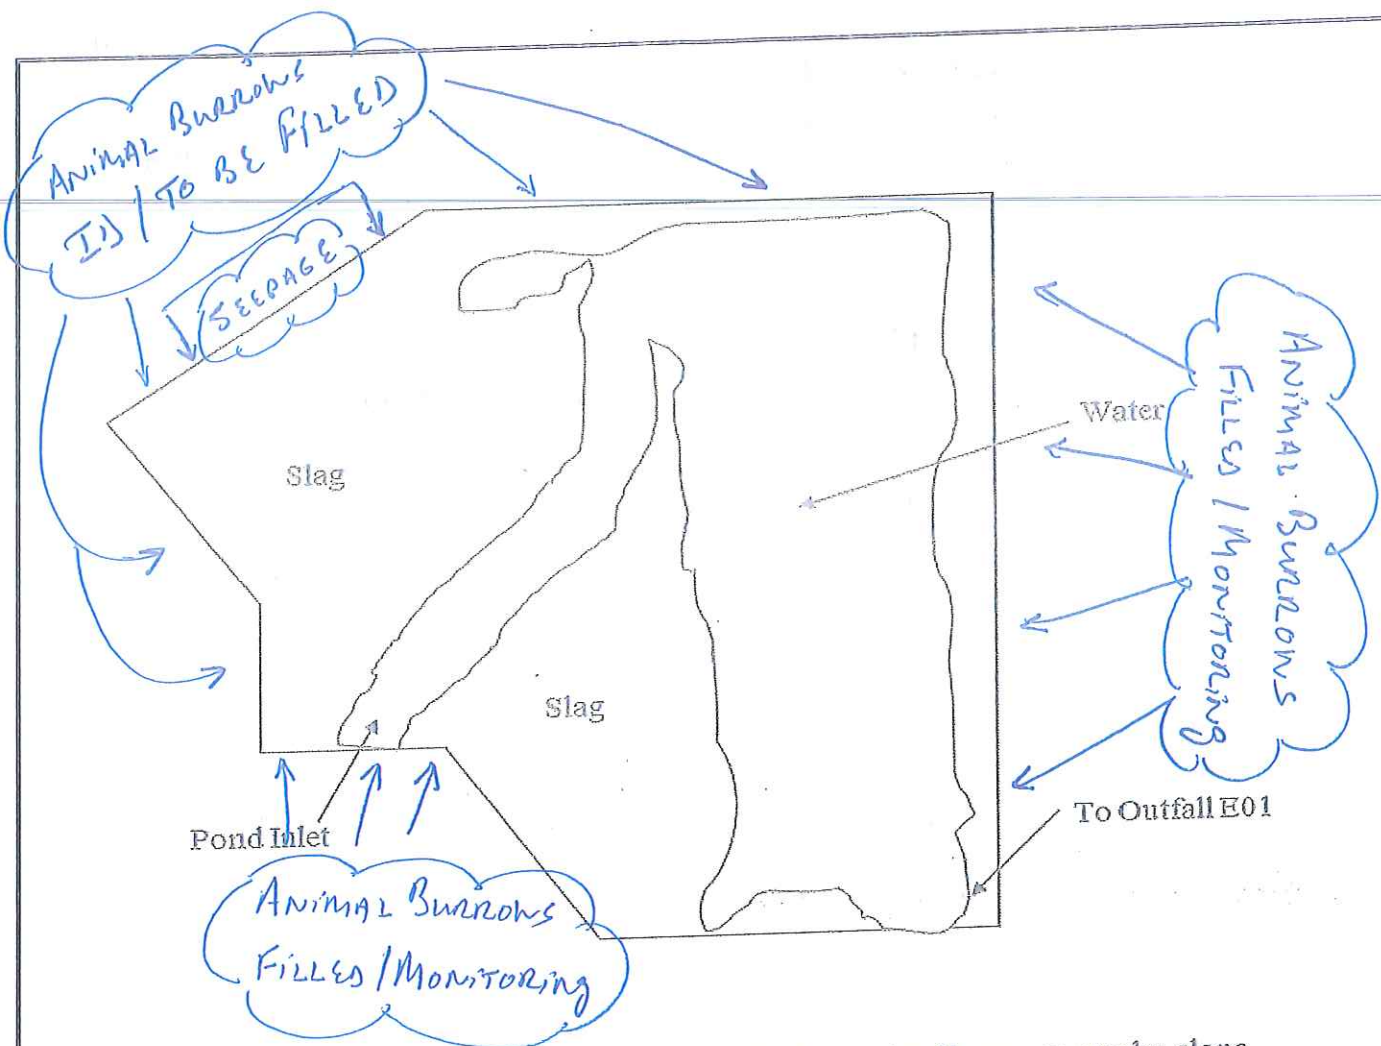 ANIMAL BURROWS
ID / TO BE FILLED
SEEPAGE
Water
ANIMAL BURROWS
FILLED / MONITORING
Slag
Slag
Pond Inlet
To Outfall E01
ANIMAL BURROWS
FILLED / MONITORING